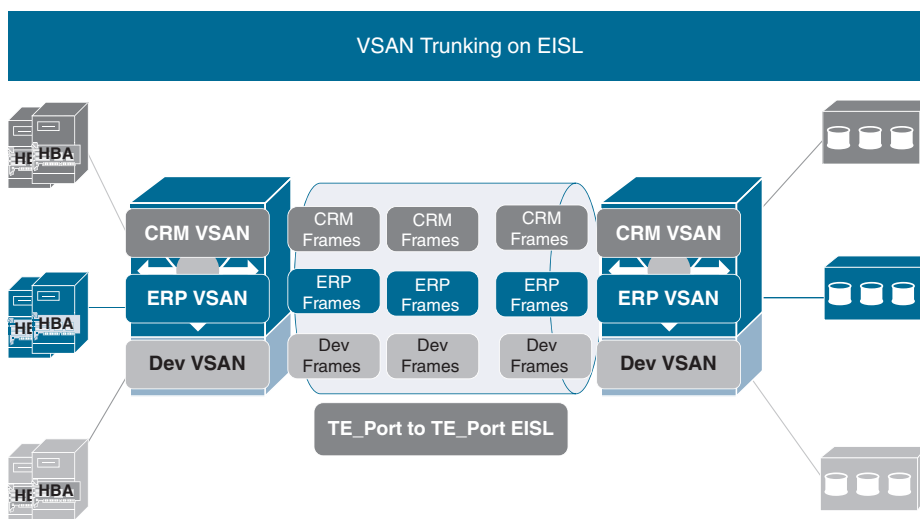 VSAN Trunking on EISL
HBA
CRM VSAN
CRM
Frames
CRM
Frames
CRM
Frames
CRM VSAN
HBA
ERP VSAN
ERP
Frames
ERP
Frames
ERP
Frames
ERP VSAN
Dev VSAN
Dev
Frames
Dev
Frames
Dev
Frames
Dev VSAN
TE_Port to TE_Port EISL
HBA